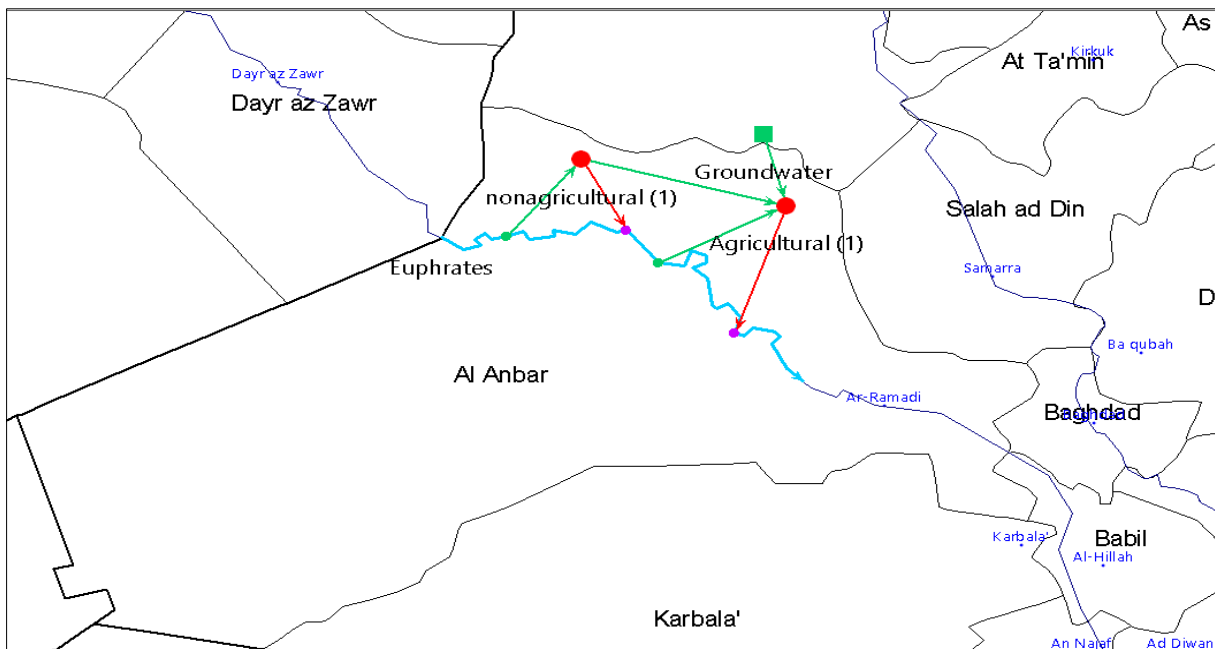 As
Kirkuk
At Ta'min
Dayr az Zawr
Dayr az Zawr
Groundwater
nonagricultural (1)
Salah ad Din
Agricultural (1)
Euphrates
Samarra
D
Ba qubah
Al Anbar
Ar-Ramadi
Baghdad
Baghdad
Karbala'
Babil
Al-Hillah
Karbala'
An Najaf
Ad Diwan